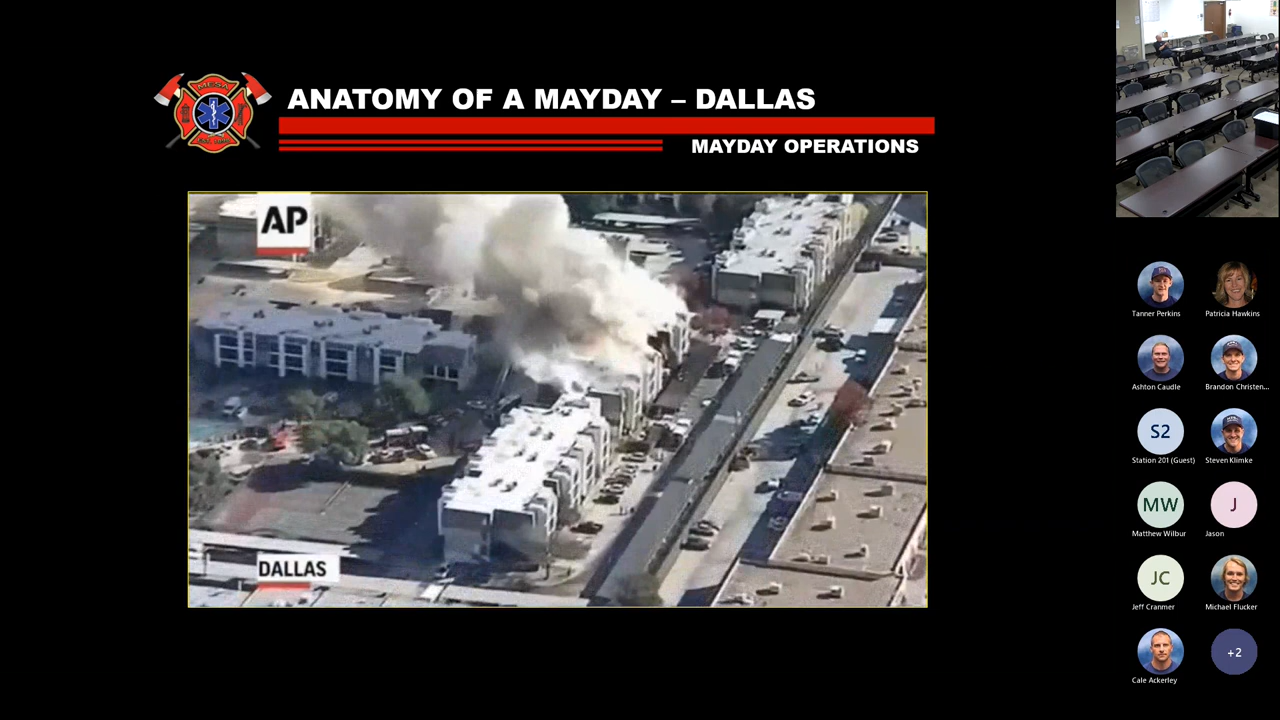 MESA
ANATOMY OF A MAYDAY – DALLAS
MAYDAY OPERATIONS
AP
DALLAS
Tanner Perkins
Patricia Hawkins
Ashton Caudle
Brandon Christen...
S2
Station 201 (Guest)
Steven Klimke
MW
Matthew Wilbur
J
Jason
JC
Jeff Cranmer
Michael Flucker
Cale Ackerley
+2